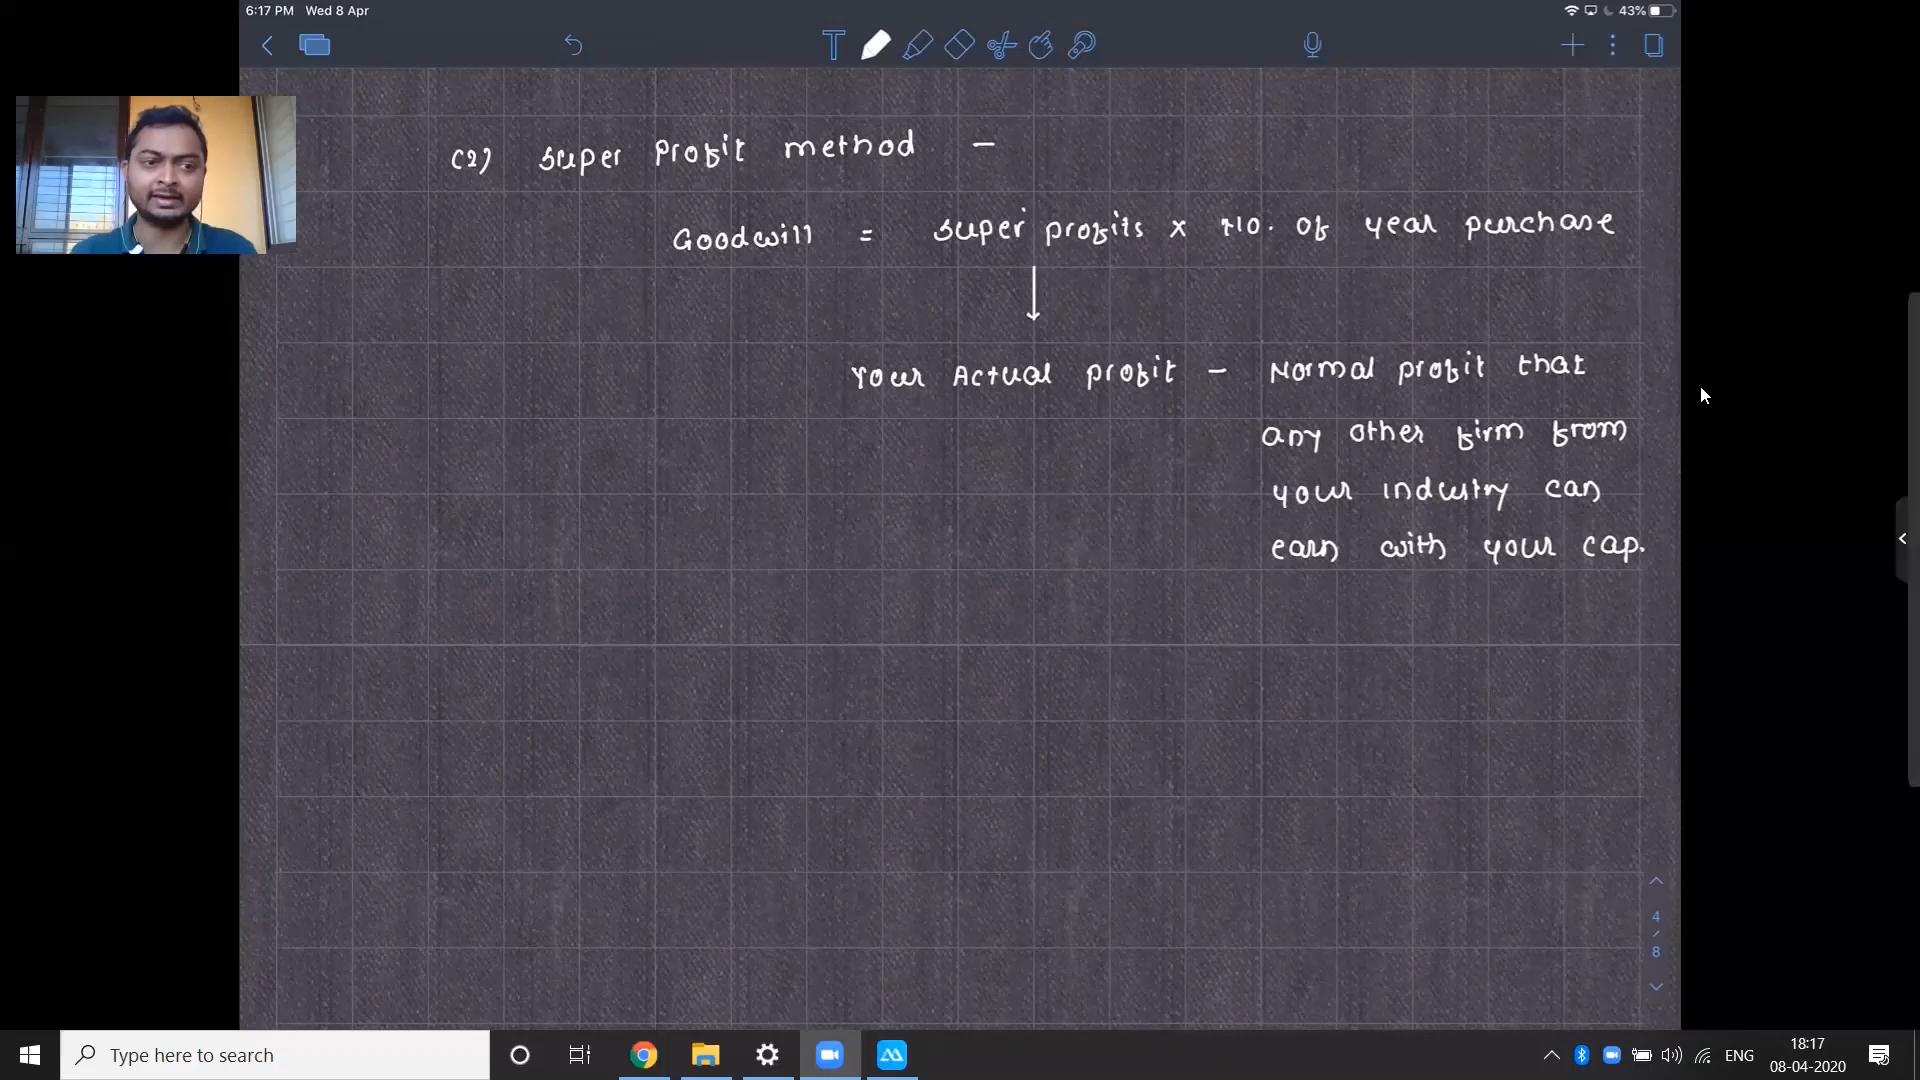 6:17 PM Wed 8 Apr
43%
T
(2) Super Profit method -
Goodwill = Super profits x No. of year purchase
Your Actual profit - Normal profit that
any other firm from
your industry can
earn with your cap.
4
/
8
Type here to search
ENG
18:17
08-04-2020